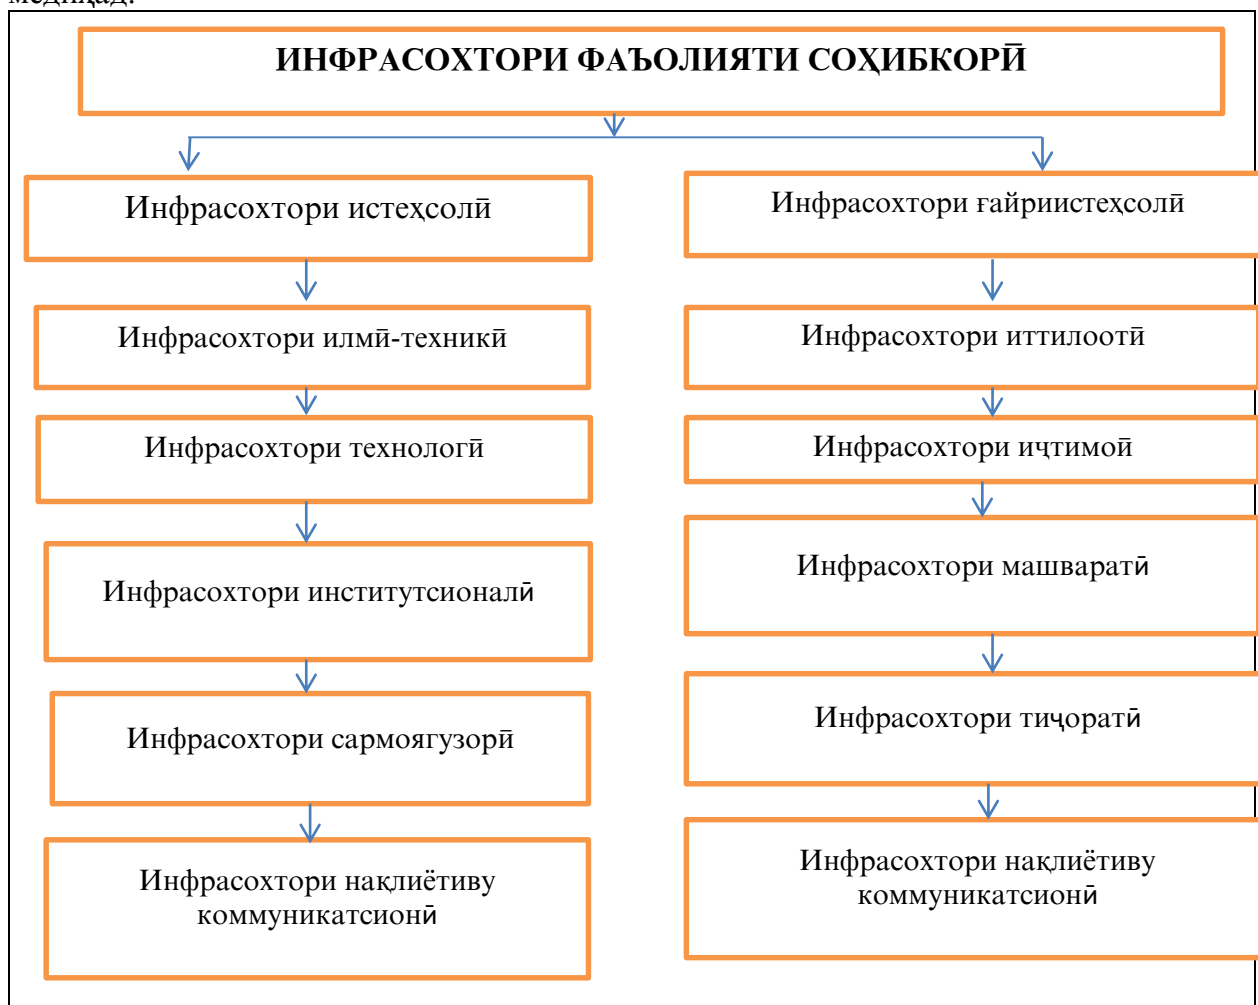 медиҳад.
ИНФРАСОХТОРИ ФАЪОЛИЯТИ СОҲИБКОРӢ
Инфрасохтори истеҳсолӣ
Инфрасохтори илмӣ-техникӣ
Инфрасохтори технологӣ
Инфрасохтори институтсионалӣ
Инфрасохтори сармоягузорӣ
Инфрасохтори нақлиётиву
коммуникатсионӣ
Инфрасохтори ғайриистеҳсолӣ
Инфрасохтори иттилоотӣ
Инфрасохтори иҷтимоӣ
Инфрасохтори машваратӣ
Инфрасохтори тиҷоратӣ
Инфрасохтори нақлиётиву
коммуникатсионӣ